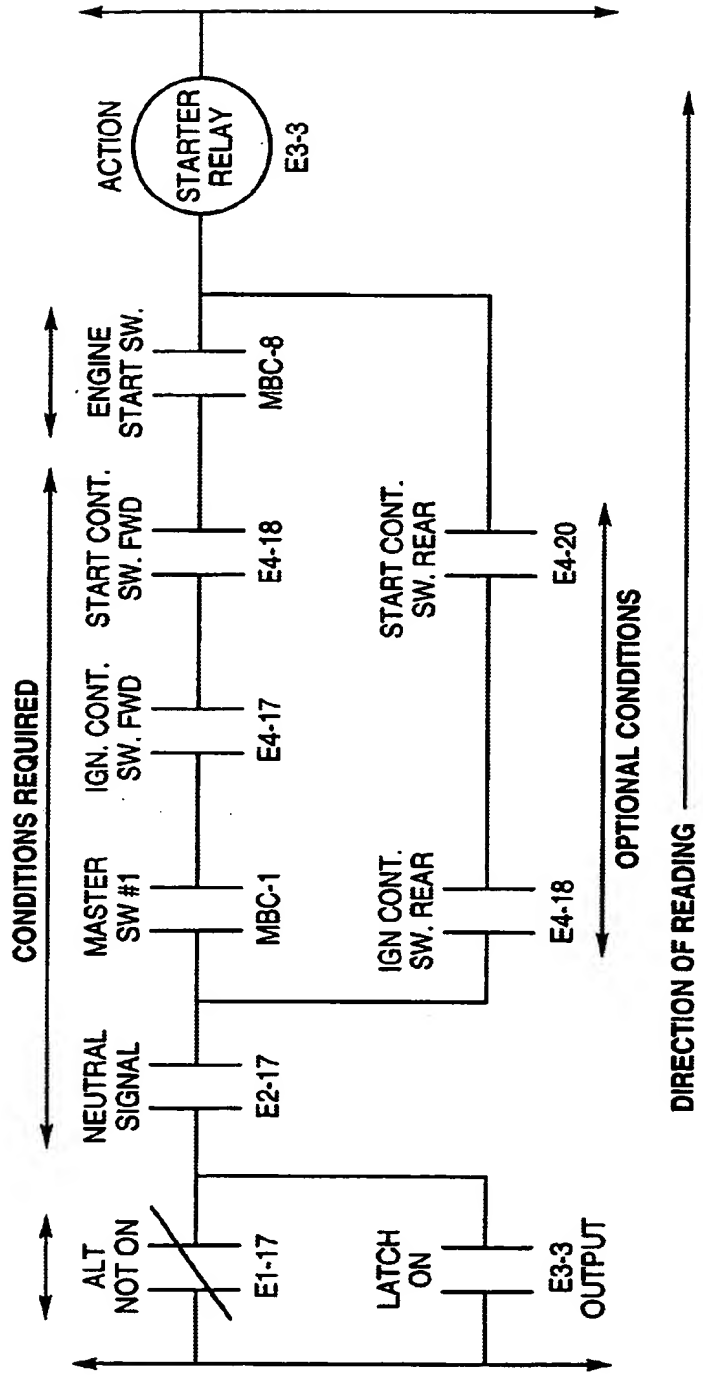 CONDITIONS REQUIRED
ALT
NOT ON
E1-17
NEUTRAL
SIGNAL
E2-17
MASTER
SW #1
MBC-1
IGN. CONT.
SW. FWD
E4-17
START CONT.
SW. FWD
E4-18
ENGINE
START SW.
MBC-8
ACTION
STARTER
RELAY
E3-3
LATCH
ON
E3-3
OUTPUT
IGN CONT.
SW. REAR
E4-18
START CONT.
SW. REAR
E4-20
OPTIONAL CONDITIONS
DIRECTION OF READING